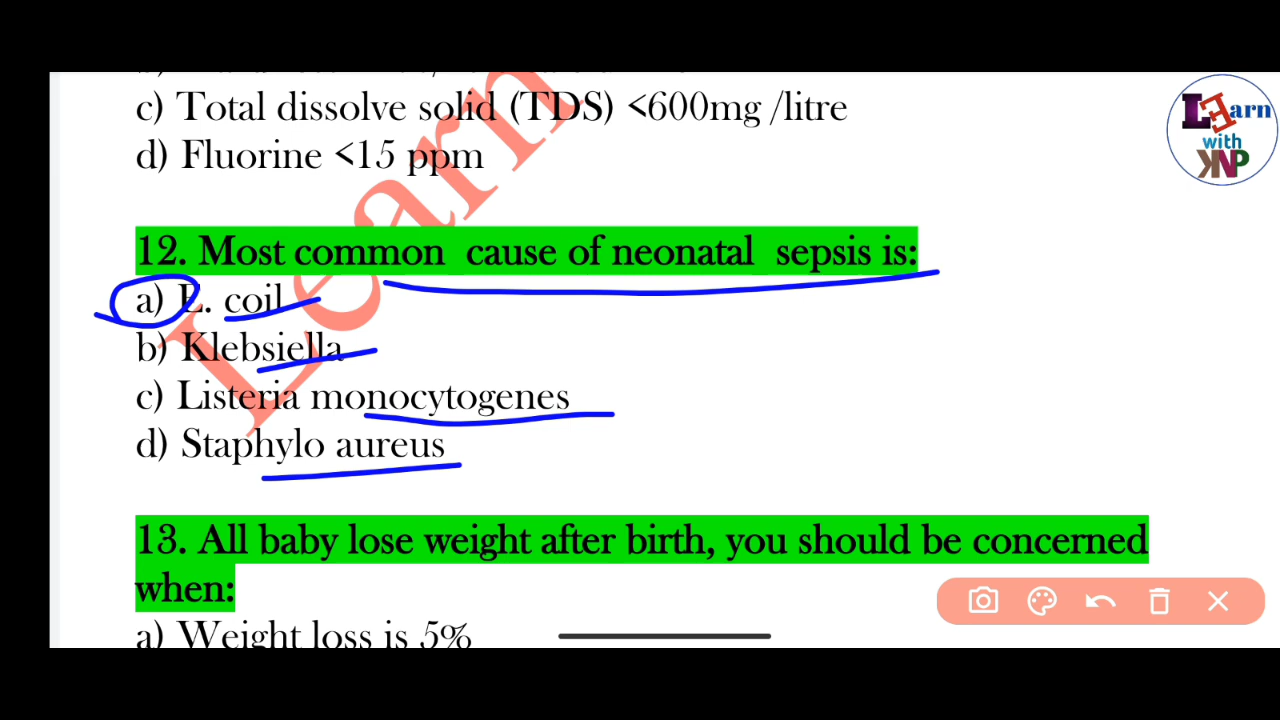 c) Total dissolve solid (TDS) <600mg /litre
d) Fluorine <15 ppm
LEarn
with
KNP
12. Most common cause of neonatal sepsis is:
a) E. coil
b) Klebsiella
c) Listeria monocytogenes
d) Staphylo aureus
Learn
13. All baby lose weight after birth, you should be concerned
when:
a) Weight loss is 5%